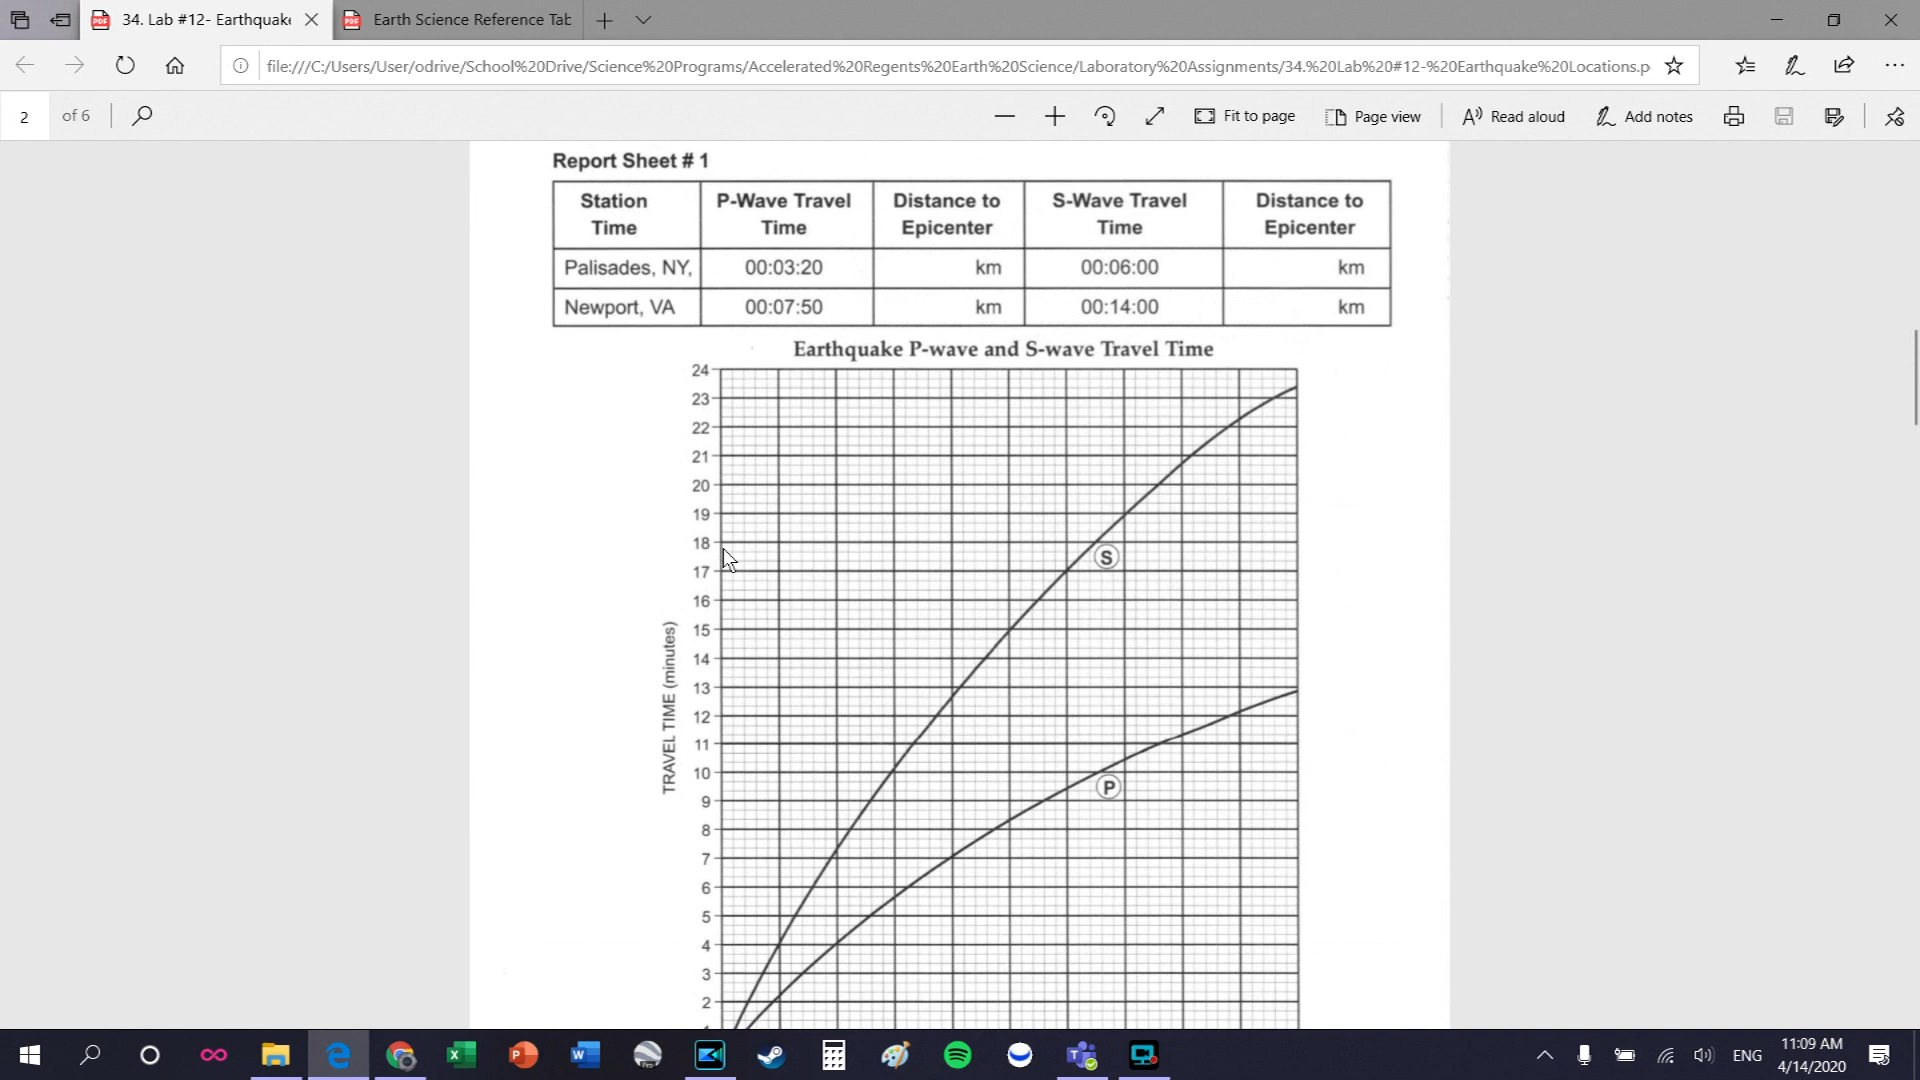 34. Lab #12- Earthquake
Earth Science Reference Tab
file:///C:/Users/User/odrive/School%20Drive/Science%20Programs/Accelerated%20Regents%20Earth%20Science/Laboratory%20Assignments/34.%20Lab%20#12-%20Earthquake%20Locations.p
2 of 6
Fit to page
Page view
Read aloud
Add notes
Report Sheet # 1
Station Time
P-Wave Travel Time
Distance to Epicenter
S-Wave Travel Time
Distance to Epicenter
Palisades, NY, 00:03:20 km 00:06:00 km
Newport, VA 00:07:50 km 00:14:00 km
Earthquake P-wave and S-wave Travel Time
24
23
22
21
20
19
18
17
16
15
14
13
12
11
10
9
8
7
6
5
4
3
2
TRAVEL TIME (minutes)
S
P
ENG
11:09 AM
4/14/2020